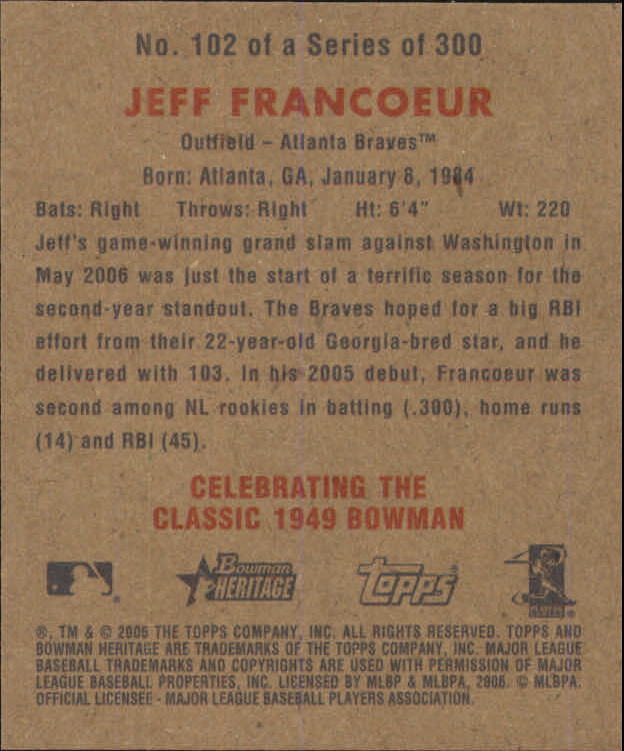 No. 102 of a Series of 300
JEFF FRANCOEUR
Outfield – Atlanta Braves™
Born: Atlanta, GA, January 8, 1984
Bats: Right Throws: Right Ht: 6'4" Wt: 220
Jeff's game-winning grand slam against Washington in
May 2006 was just the start of a terrific season for the
second-year standout. The Braves hoped for a big RBI
effort from their 22-year-old Georgia-bred star, and he
delivered with 103. In his 2005 debut, Francoeur was
second among NL rookies in batting (.300), home runs
(14) and RBI (45).
CELEBRATING THE
CLASSIC 1949 BOWMAN
Bowman
HERITAGE
Topps
PLAYERS
®, TM & © 2006 THE TOPPS COMPANY, INC. ALL RIGHTS RESERVED. TOPPS AND
BOWMAN HERITAGE ARE TRADEMARKS OF THE TOPPS COMPANY, INC. MAJOR LEAGUE
BASEBALL TRADEMARKS AND COPYRIGHTS ARE USED WITH PERMISSION OF MAJOR
LEAGUE BASEBALL PROPERTIES, INC. LICENSED BY MLBP & MLBPA, 2006. © MLBPA.
OFFICIAL LICENSEE - MAJOR LEAGUE BASEBALL PLAYERS ASSOCIATION.